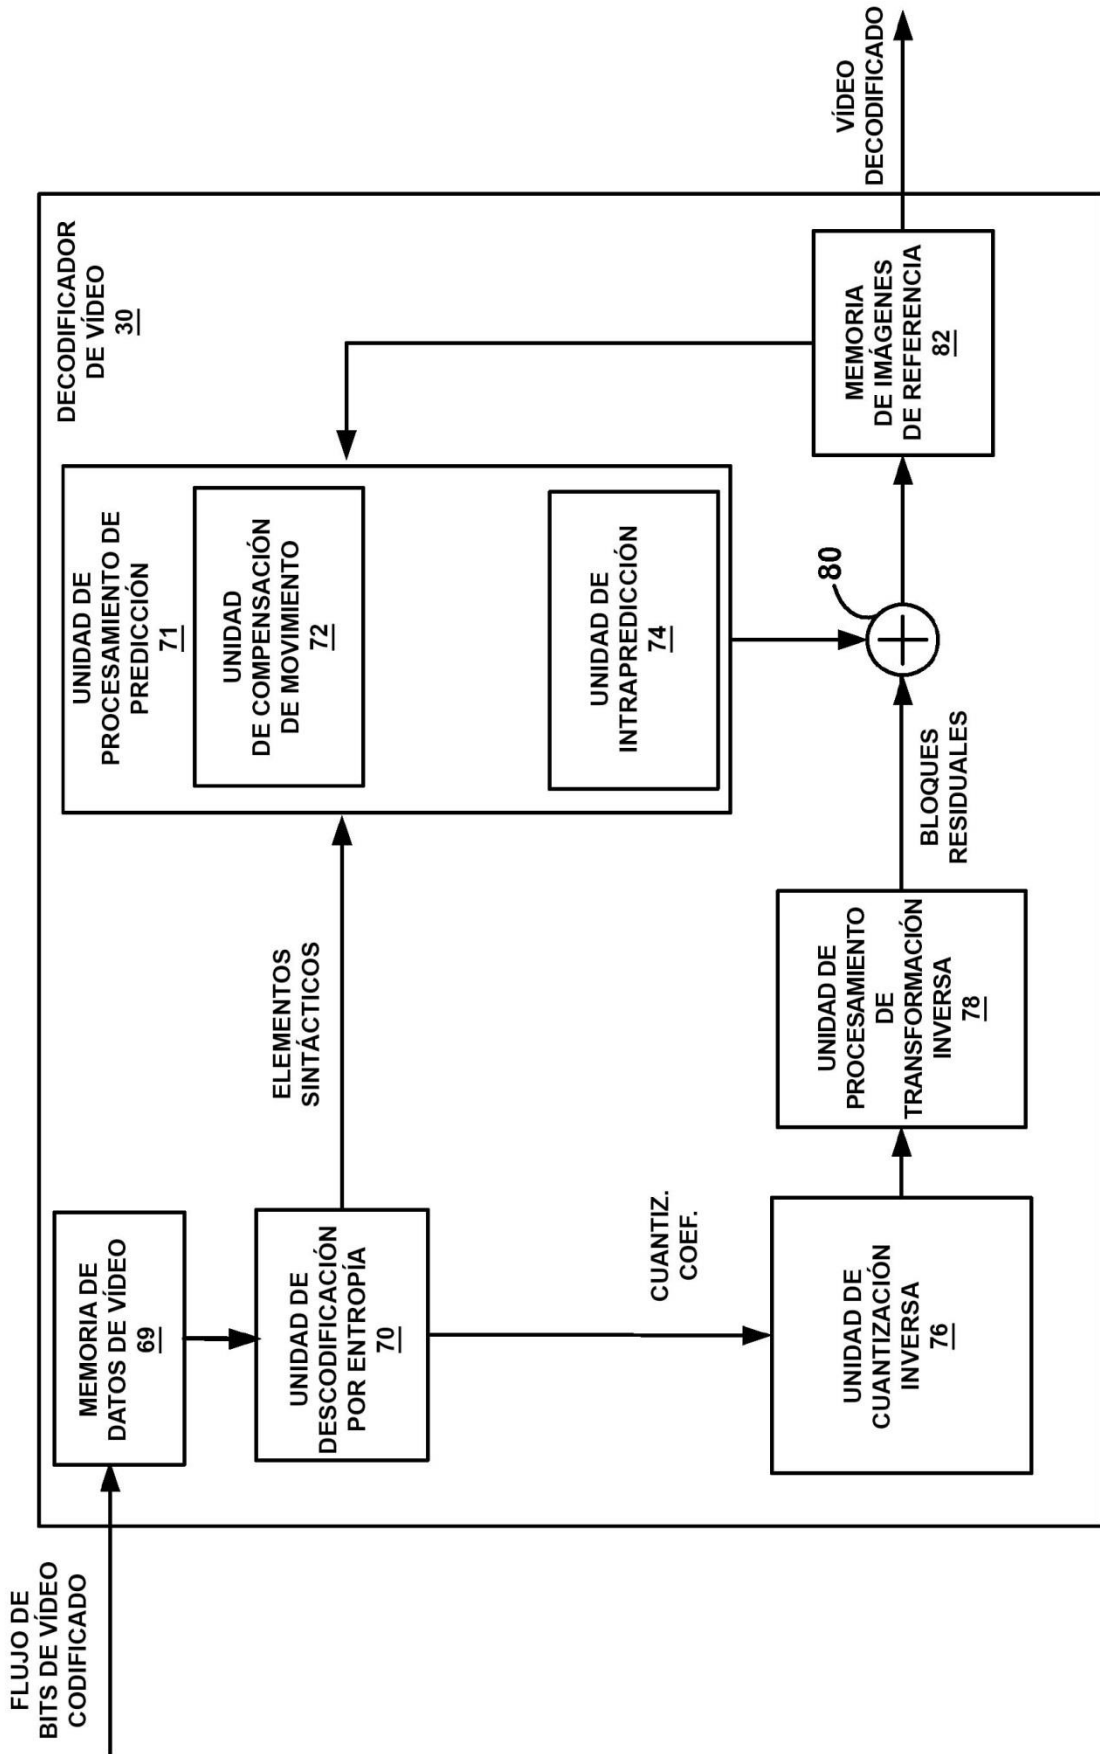 FLUJO DE
BITS DE VÍDEO
CODIFICADO
DECODIFICADOR
DE VÍDEO
30
MEMORIA DE
DATOS DE VÍDEO
69
UNIDAD DE
DESCODIFICACIÓN
POR ENTROPÍA
70
ELEMENTOS
SINTÁCTICOS
UNIDAD DE
PROCESAMIENTO DE
PREDICCIÓN
71
UNIDAD
DE COMPENSACIÓN
DE MOVIMIENTO
72
UNIDAD DE
INTRAPREDICCIÓN
74
CUANTIZ.
COEF.
UNIDAD DE
CUANTIZACIÓN
INVERSA
76
UNIDAD DE
PROCESAMIENTO
DE
TRANSFORMACIÓN
INVERSA
78
BLOQUES
RESIDUALES
80
MEMORIA
DE IMÁGENES
DE REFERENCIA
82
VÍDEO
DECODIFICADO